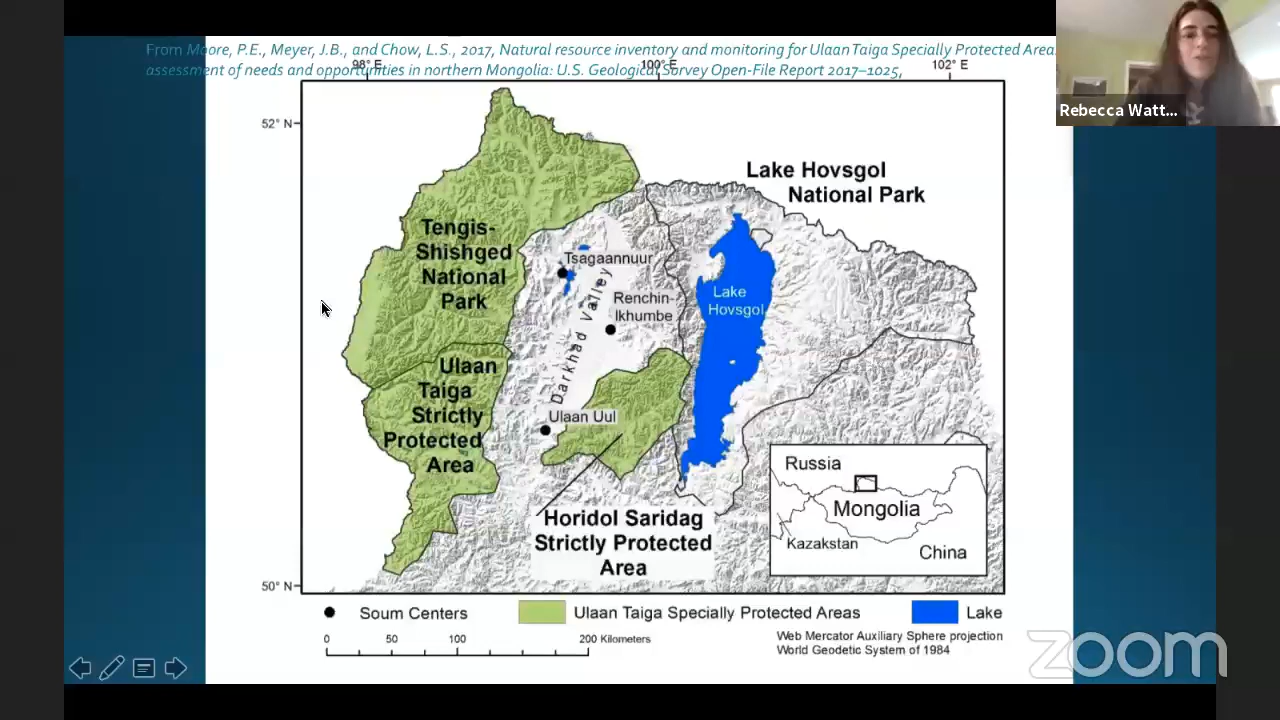 From Moore, P.E., Meyer, J.B., and Chow, L.S., 2017, Natural resource inventory and monitoring for Ulaan Taiga Specially Protected Area
assessment of needs and opportunities in northern Mongolia: U.S. Geological Survey Open-File Report 2017–1025,
Rebecca Watt...
98° E
100° E
102° E
52° N
50° N
Lake Hovsgol
National Park
Tengis-
Shishged
National
Park
Tsagaannuur
Renchin-
lkhumbe
Darkhad Valley
Lake
Hovsgol
Ulaan
Taiga
Strictly
Protected
Area
Ulaan Uul
Horidol Saridag
Strictly Protected
Area
Russia
Mongolia
Kazakstan
China
Soum Centers
Ulaan Taiga Specially Protected Areas
Lake
0 50 100 200 Kilometers
Web Mercator Auxiliary Sphere projection
World Geodetic System of 1984
zoom